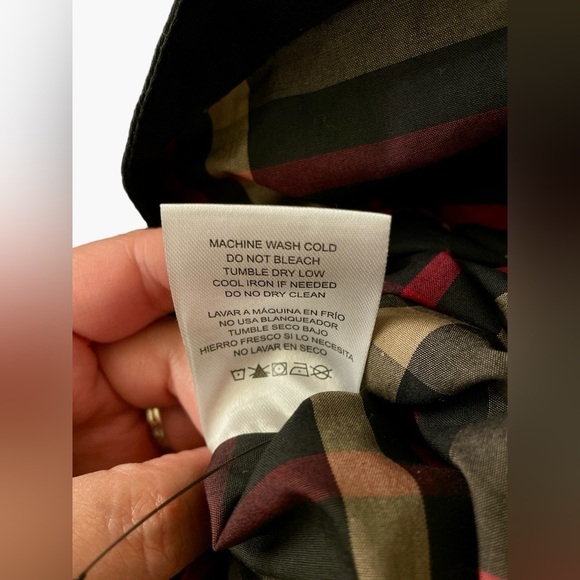 MACHINE WASH COLD
DO NOT BLEACH
TUMBLE DRY LOW
COOL IRON IF NEEDED
DO NO DRY CLEAN
LAVAR A MÁQUINA EN FRÍO
NO USA BLANQUEADOR
TUMBLE SECO BAJO
HIERRO FRESCO SI LO NECESITA
NO LAVAR EN SECO